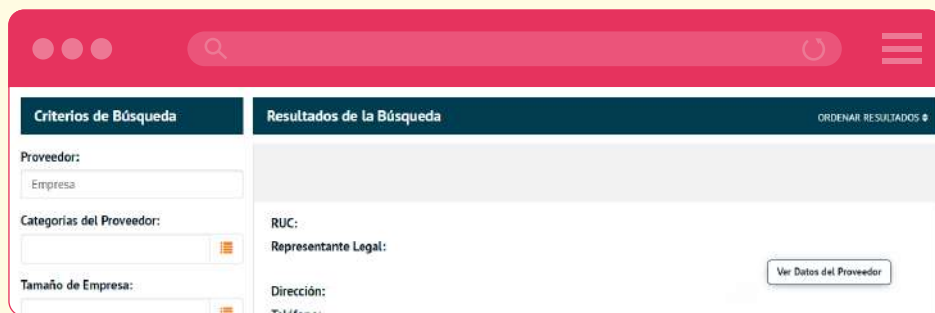 Criterios de Búsqueda
Resultados de la Búsqueda
ORDENAR RESULTADOS
Proveedor:
Empresa
Categorías del Proveedor:
Tamaño de Empresa:
RUC:
Representante Legal:
Ver Datos del Proveedor
Dirección: